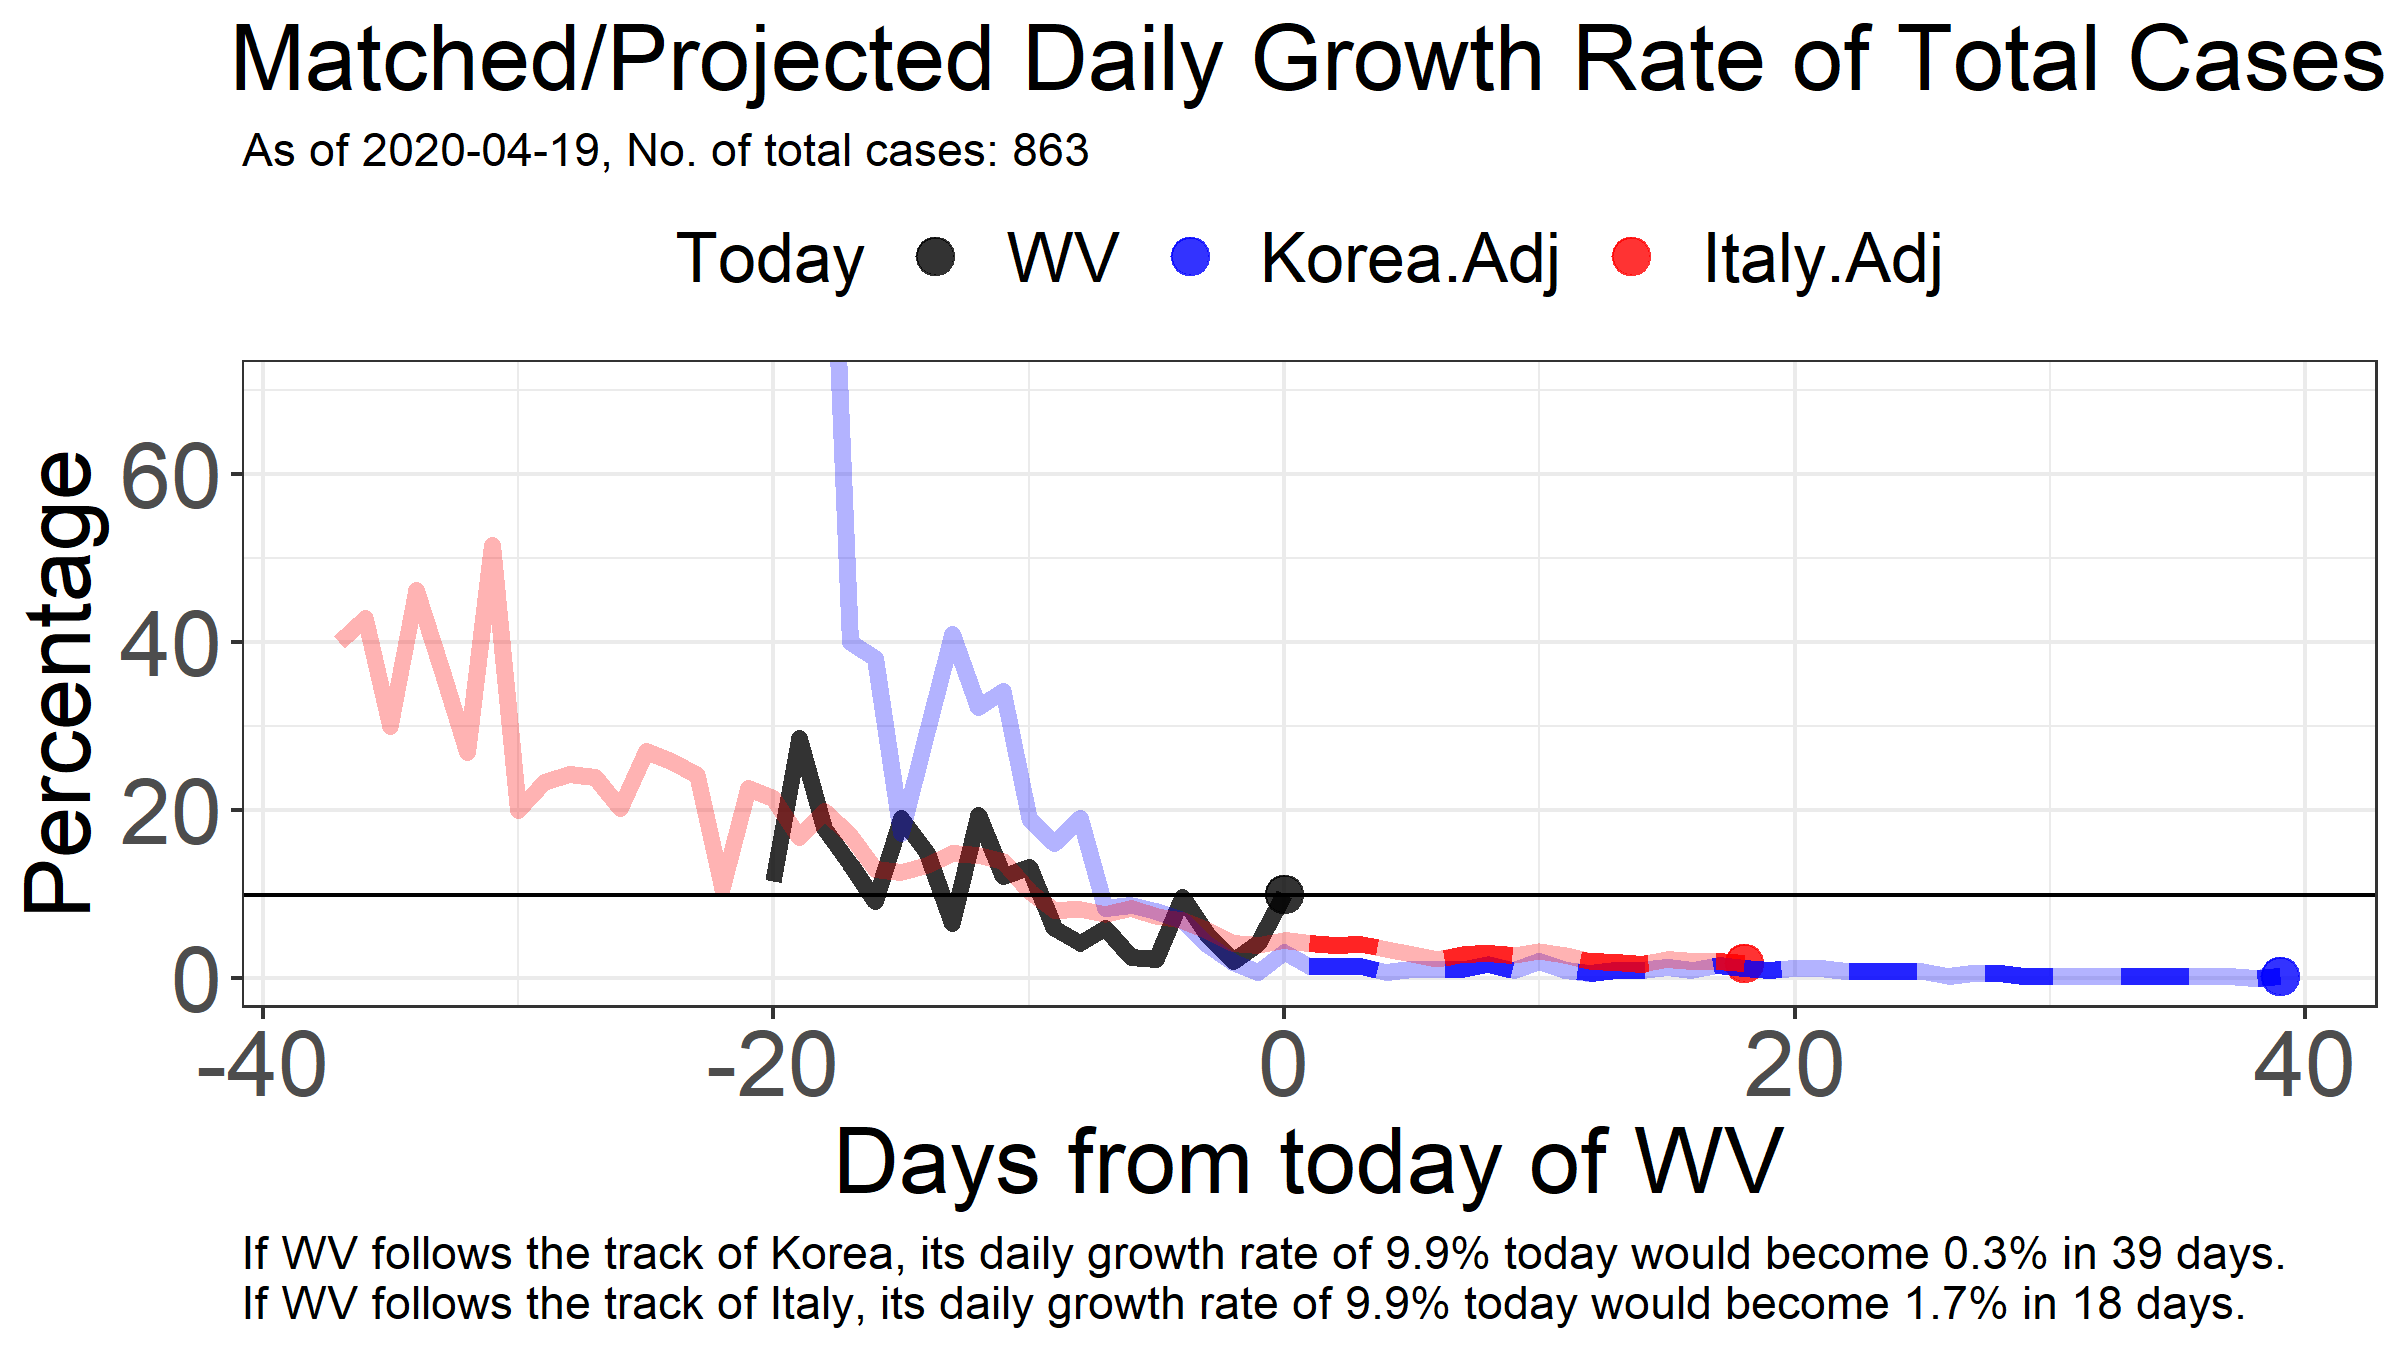 Matched/Projected Daily Growth Rate of Total Cases
As of 2020-04-19, No. of total cases: 863
Today WV Korea.Adj Italy.Adj
Percentage
60
40
20
0
-40 -20 0 20 40
Days from today of WV
If WV follows the track of Korea, its daily growth rate of 9.9% today would become 0.3% in 39 days.
If WV follows the track of Italy, its daily growth rate of 9.9% today would become 1.7% in 18 days.